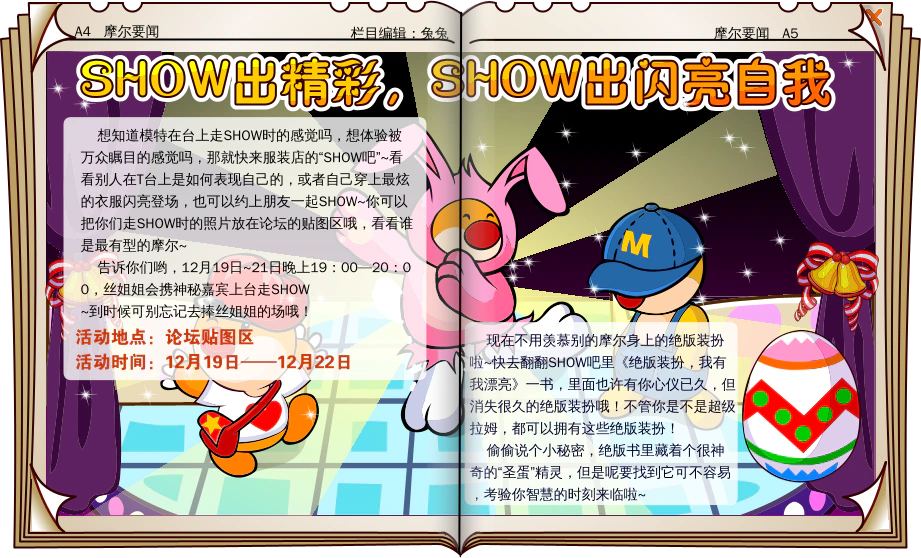 A4 摩尔要闻
栏目编辑：兔兔
摩尔要闻 A5
SHOW出精彩，SHOW出闪亮自我
想知道模特在台上走SHOW时的感觉吗，想体验被
万众瞩目的感觉吗，那就快来服装店的“SHOW吧”~看
看别人在T台上是如何表现自己的，或者自己穿上最炫
的衣服闪亮登场，也可以约上朋友一起SHOW~你可以
把你们走SHOW时的照片放在论坛的贴图区哦，看看谁
是最有型的摩尔~
告诉你们哟，12月19日~21日晚上19：00—20：0
0，丝姐姐会携神秘嘉宾上台走SHOW
~到时候可别忘记去捧丝姐姐的场哦！
活动地点：论坛贴图区
活动时间：12月19日——12月22日
M
现在不用羡慕别的摩尔身上的绝版装扮
啦~快去翻翻SHOW吧里《绝版装扮，我有
我漂亮》一书，里面也许有你心仪已久，但
消失很久的绝版装扮哦！不管你是不是超级
拉姆，都可以拥有这些绝版装扮！
偷偷说个小秘密，绝版书里藏着个很神
奇的“圣蛋”精灵，但是呢要找到它可不容易
，考验你智慧的时刻来临啦~